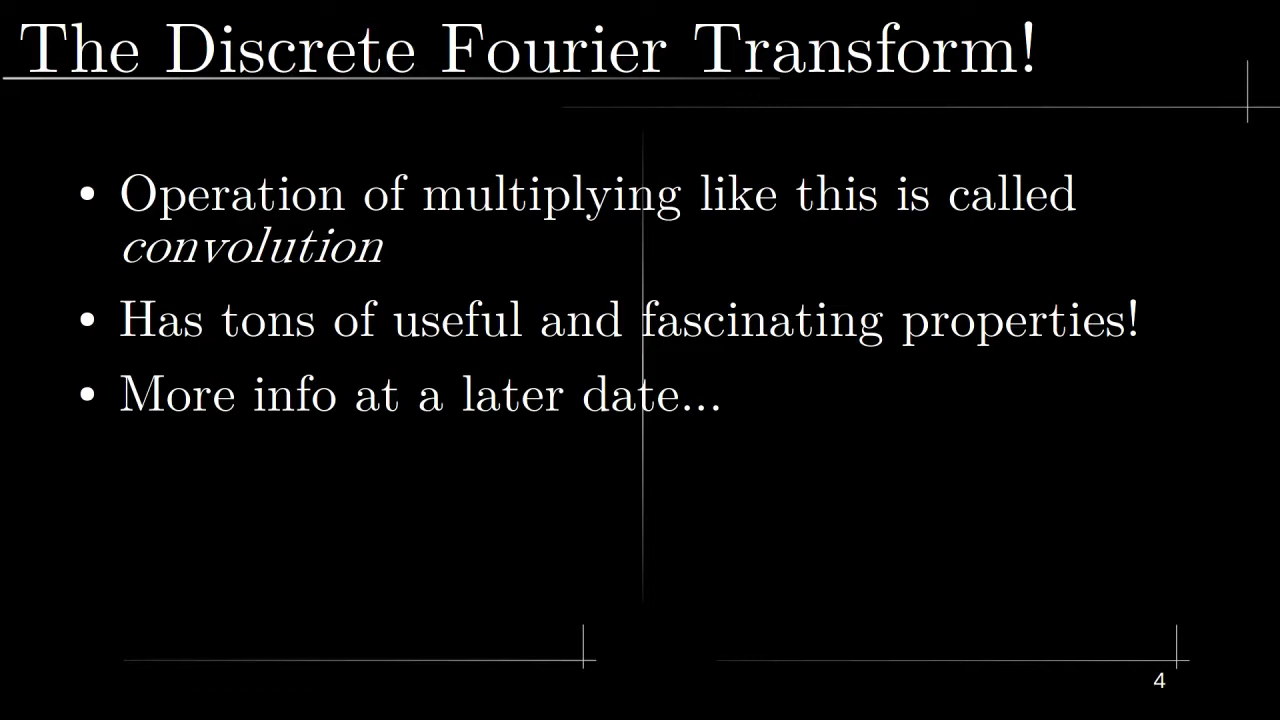 The Discrete Fourier Transform!
• Operation of multiplying like this is called
convolution
• Has tons of useful and fascinating properties!
• More info at a later date...
4